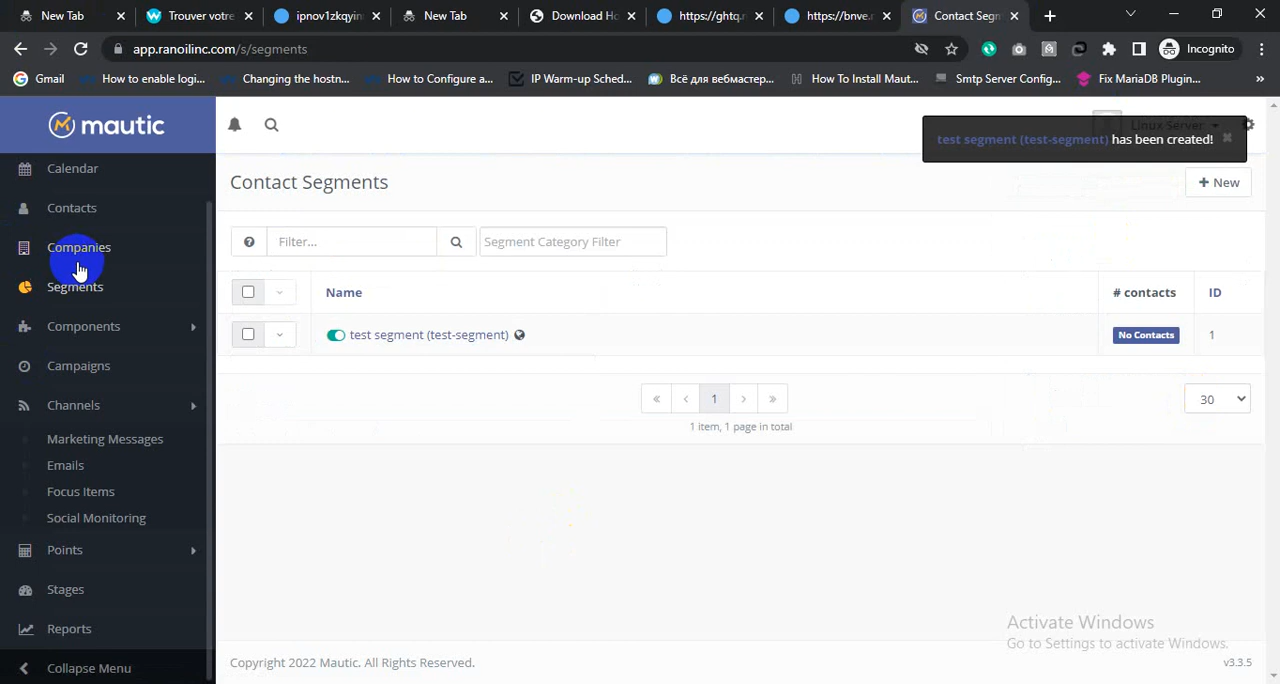 New Tab
Trouver votre
ipnov1zkqyin
New Tab
Download Ho
https://ghtq.r
https://bnve.r
Contact Segm
app.ranoilinc.com/s/segments
Incognito
Gmail
How to enable logi...
Changing the hostn...
How to Configure a...
IP Warm-up Sched...
Всё для вебмастер...
How To Install Maut...
Smtp Server Config...
Fix MariaDB Plugin...
»
mautic
Linux Server
test segment (test-segment) has been created!
Calendar
Contacts
Companies
Segments
Components
Campaigns
Channels
Marketing Messages
Emails
Focus Items
Social Monitoring
Points
Stages
Reports
Collapse Menu
Contact Segments
+ New
Filter...
Segment Category Filter
Name
# contacts
ID
test segment (test-segment)
No Contacts
1
« ‹ 1 › »
30
1 item, 1 page in total
Activate Windows
Go to Settings to activate Windows.
Copyright 2022 Mautic. All Rights Reserved.
v3.3.5